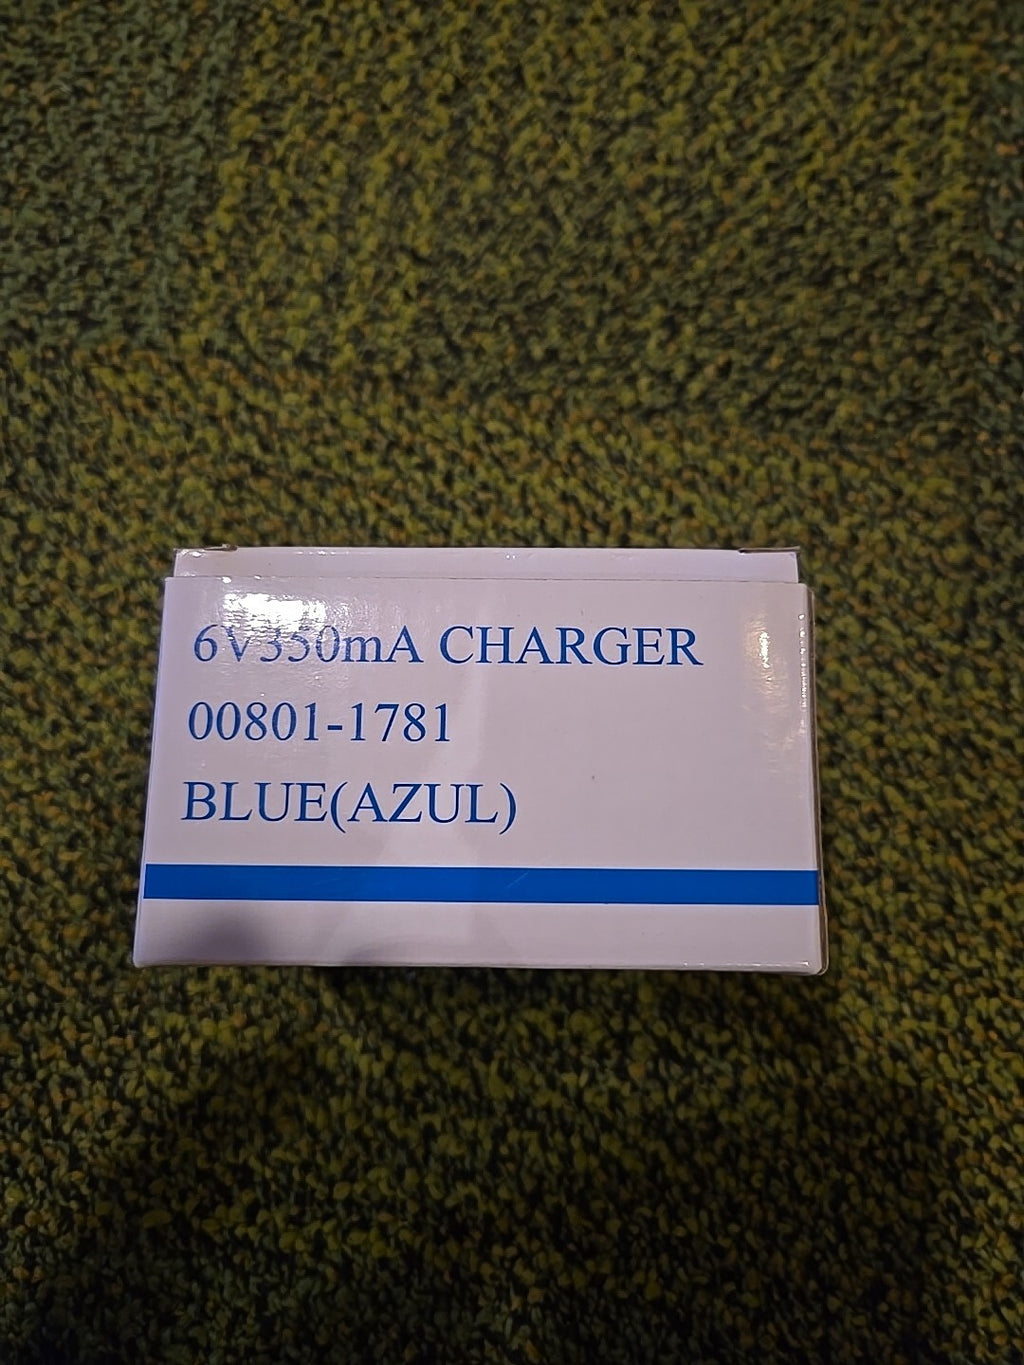 6V350mA CHARGER
00801-1781
BLUE(AZUL)